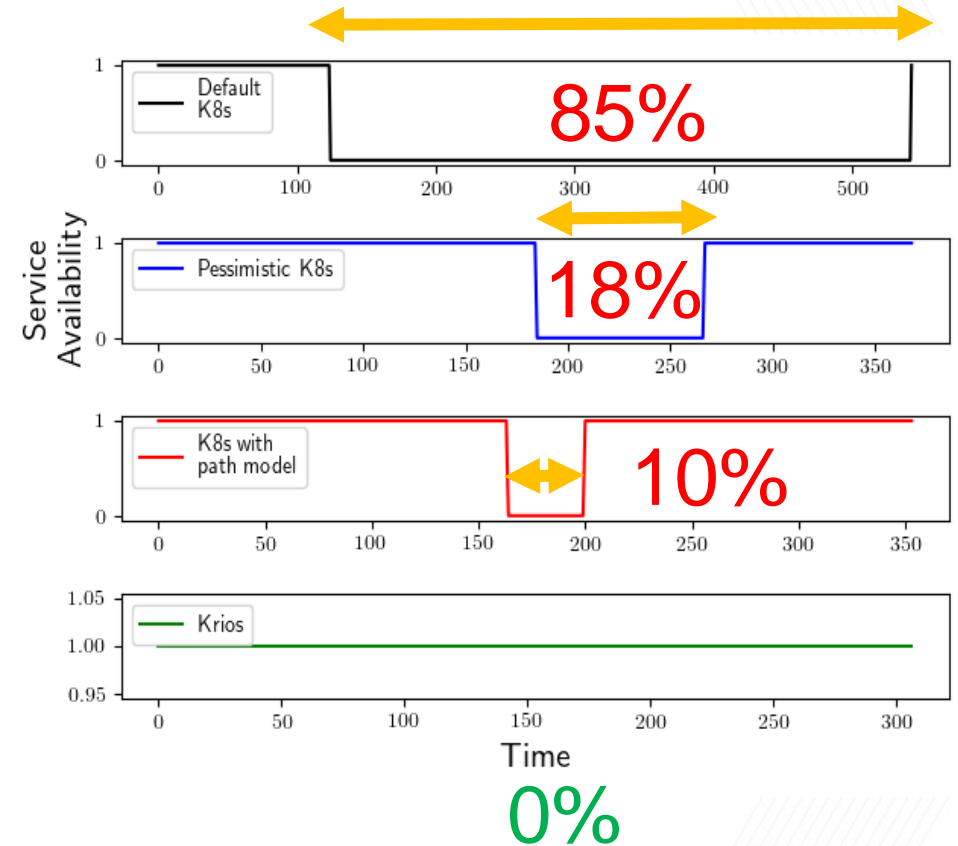 1
Default
K8s
85%
0
0 100 200 300 400 500
Service
Availability
1
Pessimistic K8s
18%
0
0 50 100 150 200 250 300 350
1
K8s with
path model
10%
0
0 50 100 150 200 250 300 350
1.05
Krios
1.00
0.95
0 50 100 150 200 250 300
Time
0%